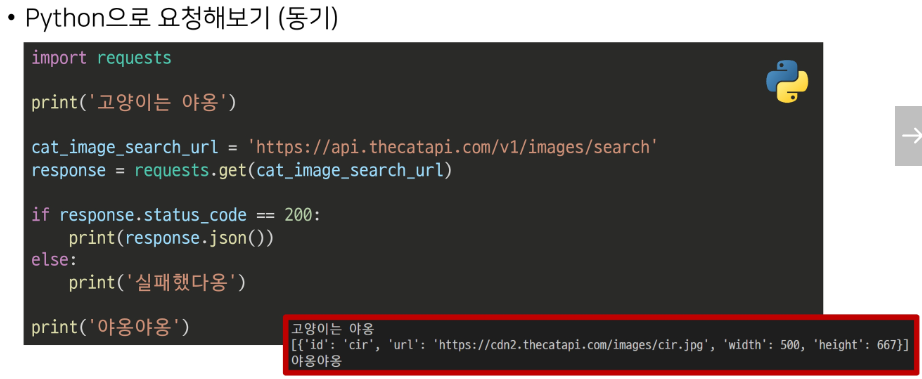 • Python으로 요청해보기 (동기)
import requests
print('고양이는 야옹')
cat_image_search_url = 'https://api.thecatapi.com/v1/images/search'
response = requests.get(cat_image_search_url)
if response.status_code == 200:
    print(response.json())
else:
    print('실패했다옹')
print('야옹야옹')
고양이는 야옹
[{'id': 'cir', 'url': 'https://cdn2.thecatapi.com/images/cir.jpg', 'width': 500, 'height': 667}]
야옹야옹